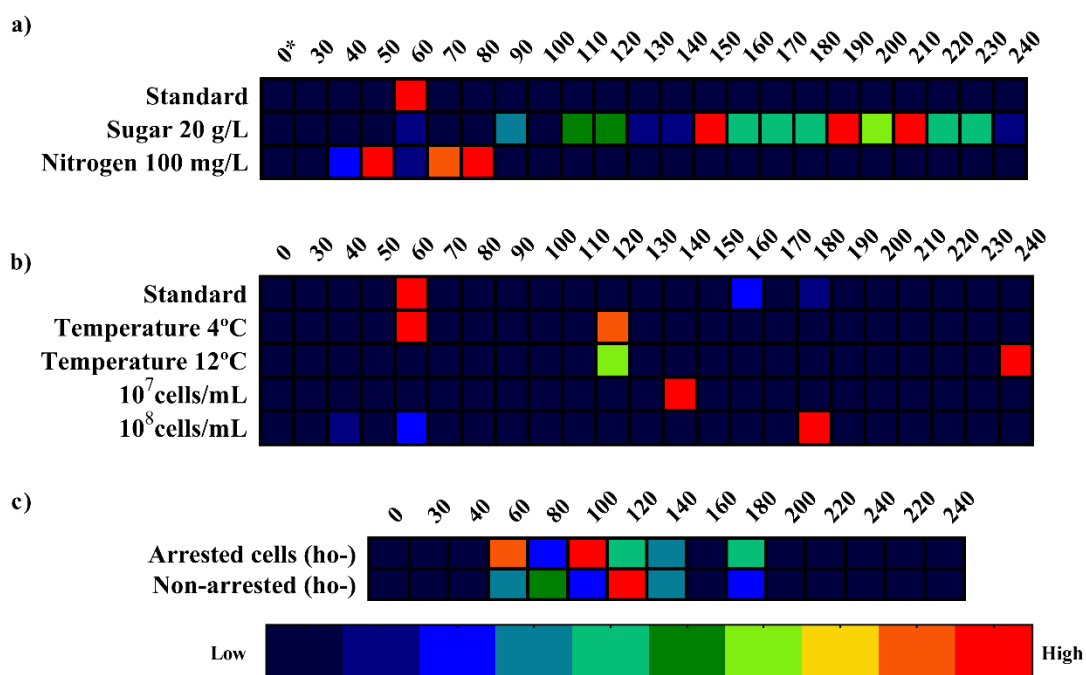 a)
0* 30 40 50 60 70 80 90 100 110 120 130 140 150 160 170 180 190 200 210 220 230 240
Standard
Sugar 20 g/L
Nitrogen 100 mg/L
b)
0 30 40 50 60 70 80 90 100 110 120 130 140 150 160 170 180 190 200 210 220 230 240
Standard
Temperature 4ºC
Temperature 12ºC
10⁷cells/mL
10⁸cells/mL
c)
0 30 40 60 80 100 120 140 160 180 200 220 240 240
Arrested cells (ho-)
Non-arrested (ho-)
Low High